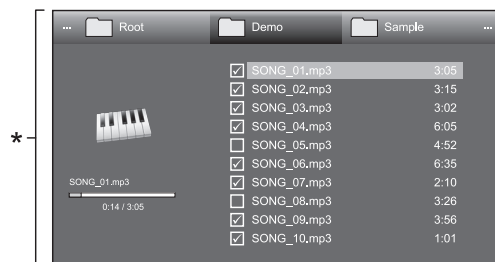 ... Root Demo Sample ...
SONG_01.mp3 3:05
SONG_02.mp3 3:15
SONG_03.mp3 3:02
SONG_04.mp3 6:05
SONG_05.mp3 4:52
SONG_06.mp3 6:35
SONG_07.mp3 2:10
SONG_08.mp3 3:26
SONG_09.mp3 3:56
SONG_10.mp3 1:01
*
SONG_01.mp3
0:14 / 3:05